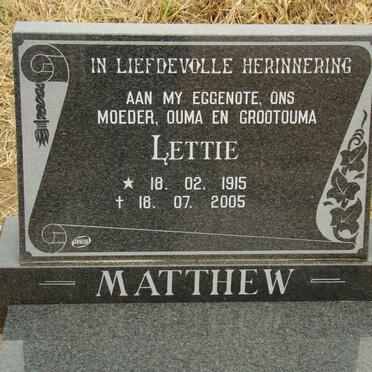 IN LIEFDEVOLLE HERINNERING
AAN MY EGGENOTE, ONS
MOEDER, OUMA EN GROOTOUMA
LETTIE
★ 18. 02. 1915
† 18. 07. 2005
MATTHEW